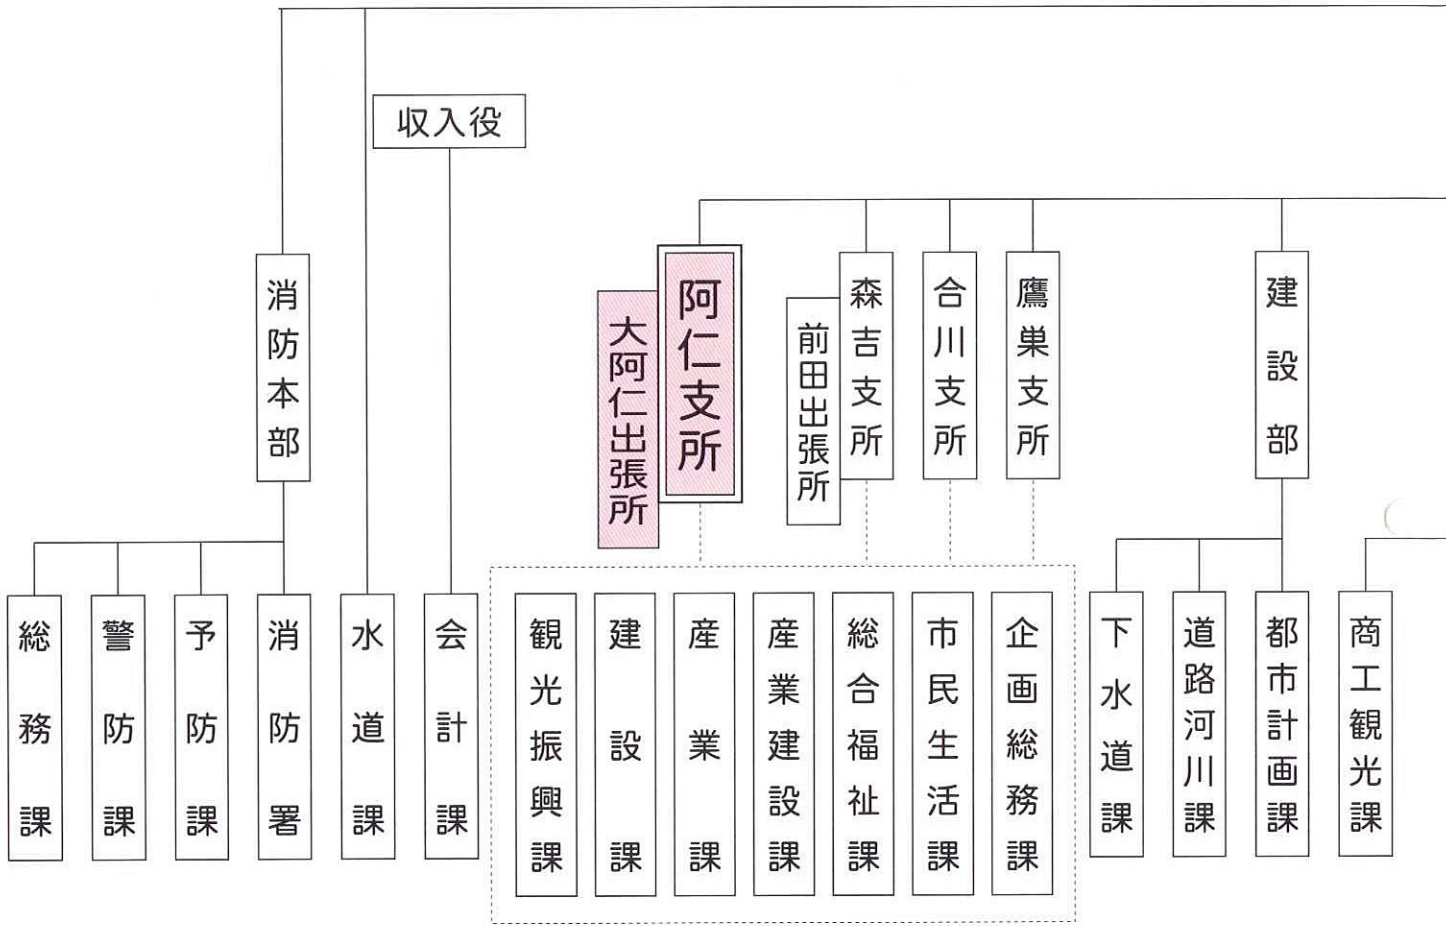 収入役
建設部
鷹巣支所
合川支所
森吉支所
前田出張所
阿仁支所
大阿仁出張所
消防本部
商工観光課
都市計画課
道路河川課
下水道課
企画総務課
市民生活課
総合福祉課
産業建設課
産業課
建設課
観光振興課
会計課
水道課
消防署
予防課
警防課
総務課